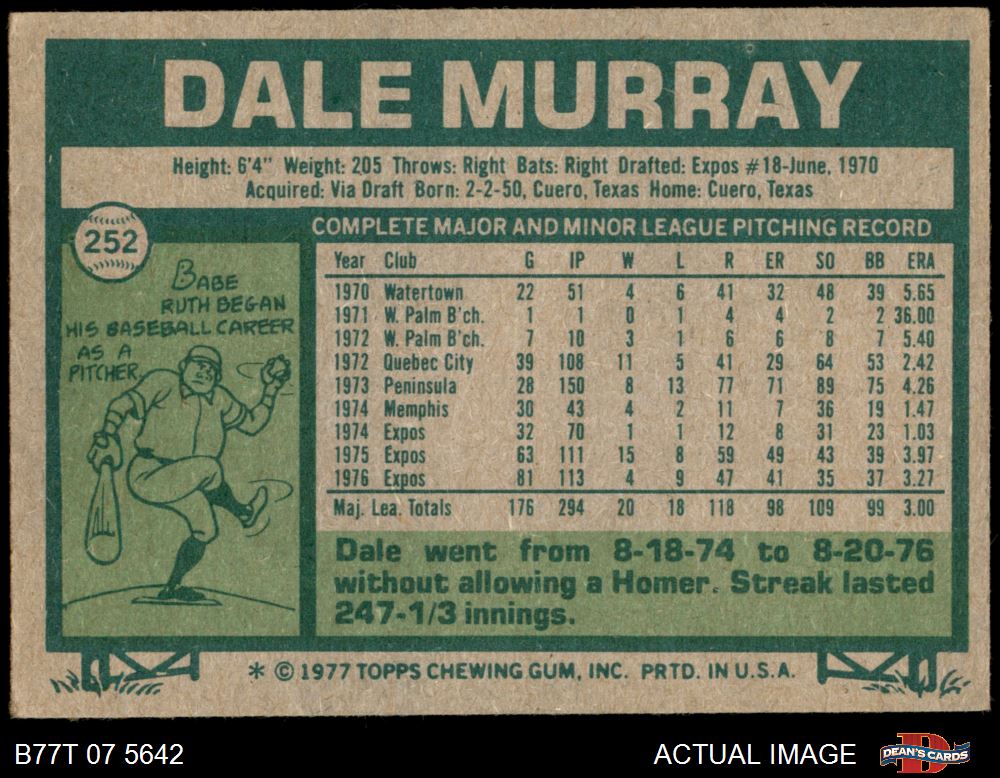 DALE MURRAY
Height: 6'4" Weight: 205 Throws: Right Bats: Right Drafted: Expos #18-June, 1970
Acquired: Via Draft Born: 2-2-50, Cuero, Texas Home: Cuero, Texas
252
BABE
RUTH BEGAN
HIS BASEBALL CAREER
AS A
PITCHER
COMPLETE MAJOR AND MINOR LEAGUE PITCHING RECORD
Year Club G IP W L R ER SO BB ERA
1970 Watertown 22 51 4 6 41 32 48 39 5.65
1971 W. Palm B'ch. 1 1 0 1 4 4 2 2 36.00
1972 W. Palm B'ch. 7 10 3 1 6 6 8 7 5.40
1972 Quebec City 39 108 11 5 41 29 64 53 2.42
1973 Peninsula 28 150 8 13 77 71 89 75 4.26
1974 Memphis 30 43 4 2 11 7 36 19 1.47
1974 Expos 32 70 1 1 12 8 31 23 1.03
1975 Expos 63 111 15 8 59 49 43 39 3.97
1976 Expos 81 113 4 9 47 41 35 37 3.27
Maj. Lea. Totals 176 294 20 18 118 98 109 99 3.00
Dale went from 8-18-74 to 8-20-76
without allowing a Homer. Streak lasted
247-1/3 innings.
* © 1977 TOPPS CHEWING GUM, INC. PRTD. IN U.S.A.
B77T 07 5642
ACTUAL IMAGE
D
DEAN'S CARDS